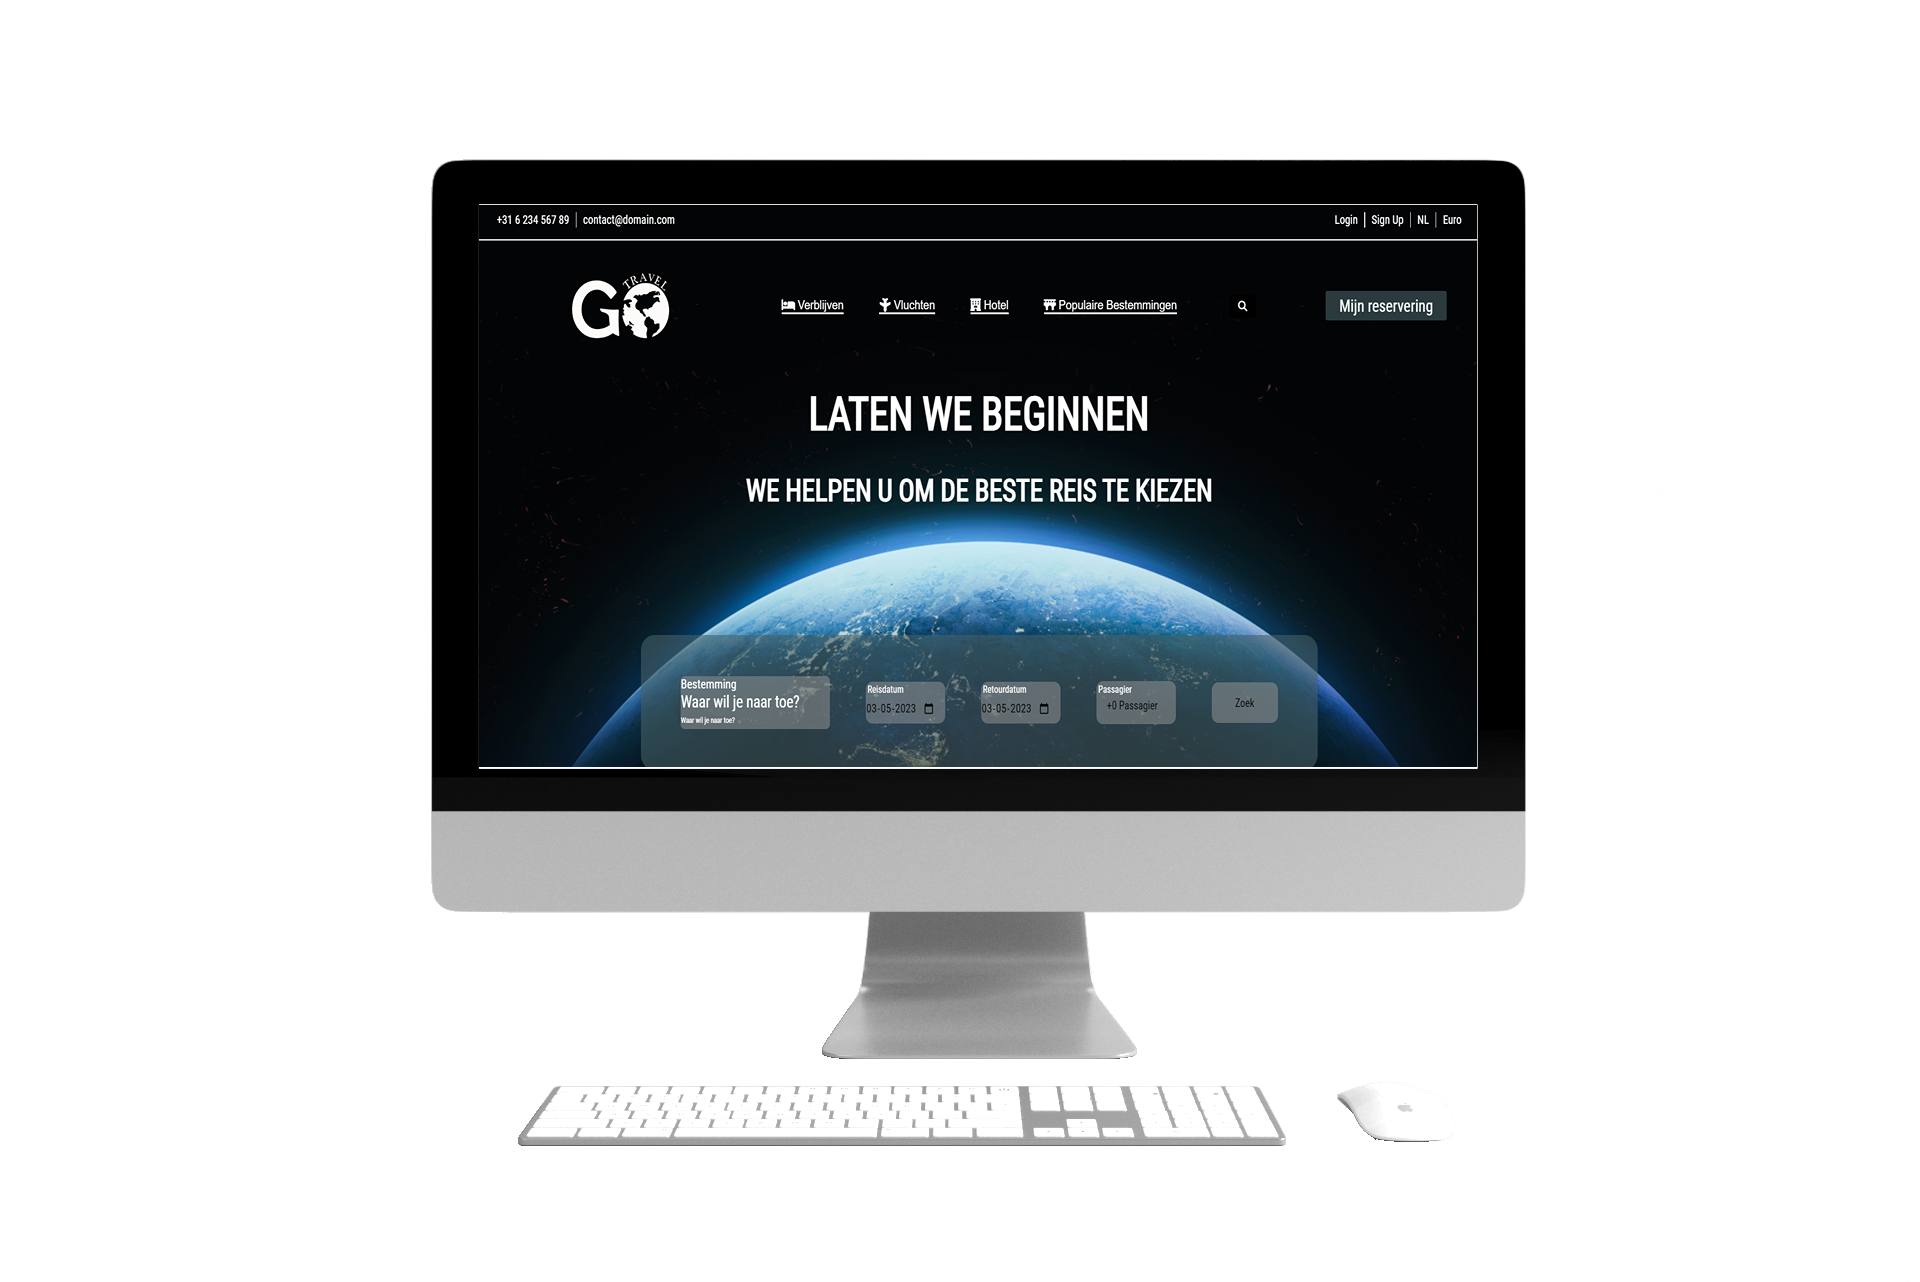 +31 6 234 567 89 | contact@domain.com
Login | Sign Up | NL | Euro
GO TRAVEL
Verblijven
Vluchten
Hotel
Populaire Bestemmingen
Mijn reservering
LATEN WE BEGINNEN
WE HELPEN U OM DE BESTE REIS TE KIEZEN
Bestemming
Waar wil je naar toe?
Waar wil je naar toe?
Reisdatum
03-05-2023
Retourdatum
03-05-2023
Passagier
+0 Passagier
Zoek